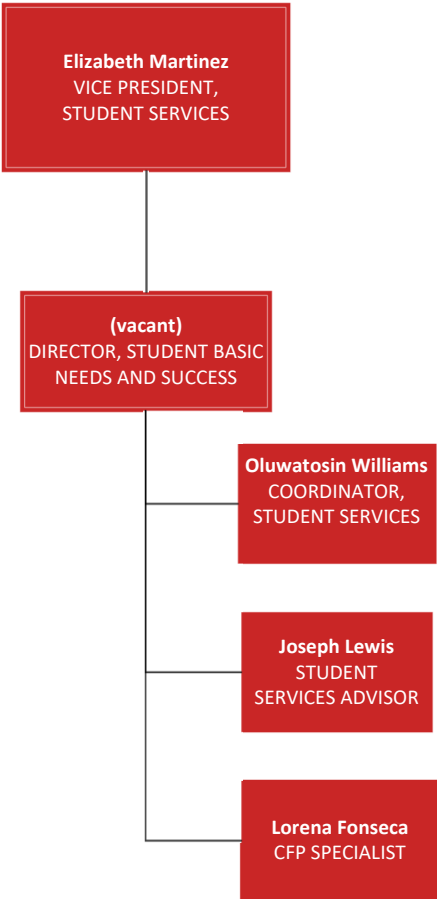 Elizabeth Martinez
VICE PRESIDENT,
STUDENT SERVICES
(vacant)
DIRECTOR, STUDENT BASIC
NEEDS AND SUCCESS
Oluwatosin Williams
COORDINATOR,
STUDENT SERVICES
Joseph Lewis
STUDENT
SERVICES ADVISOR
Lorena Fonseca
CFP SPECIALIST